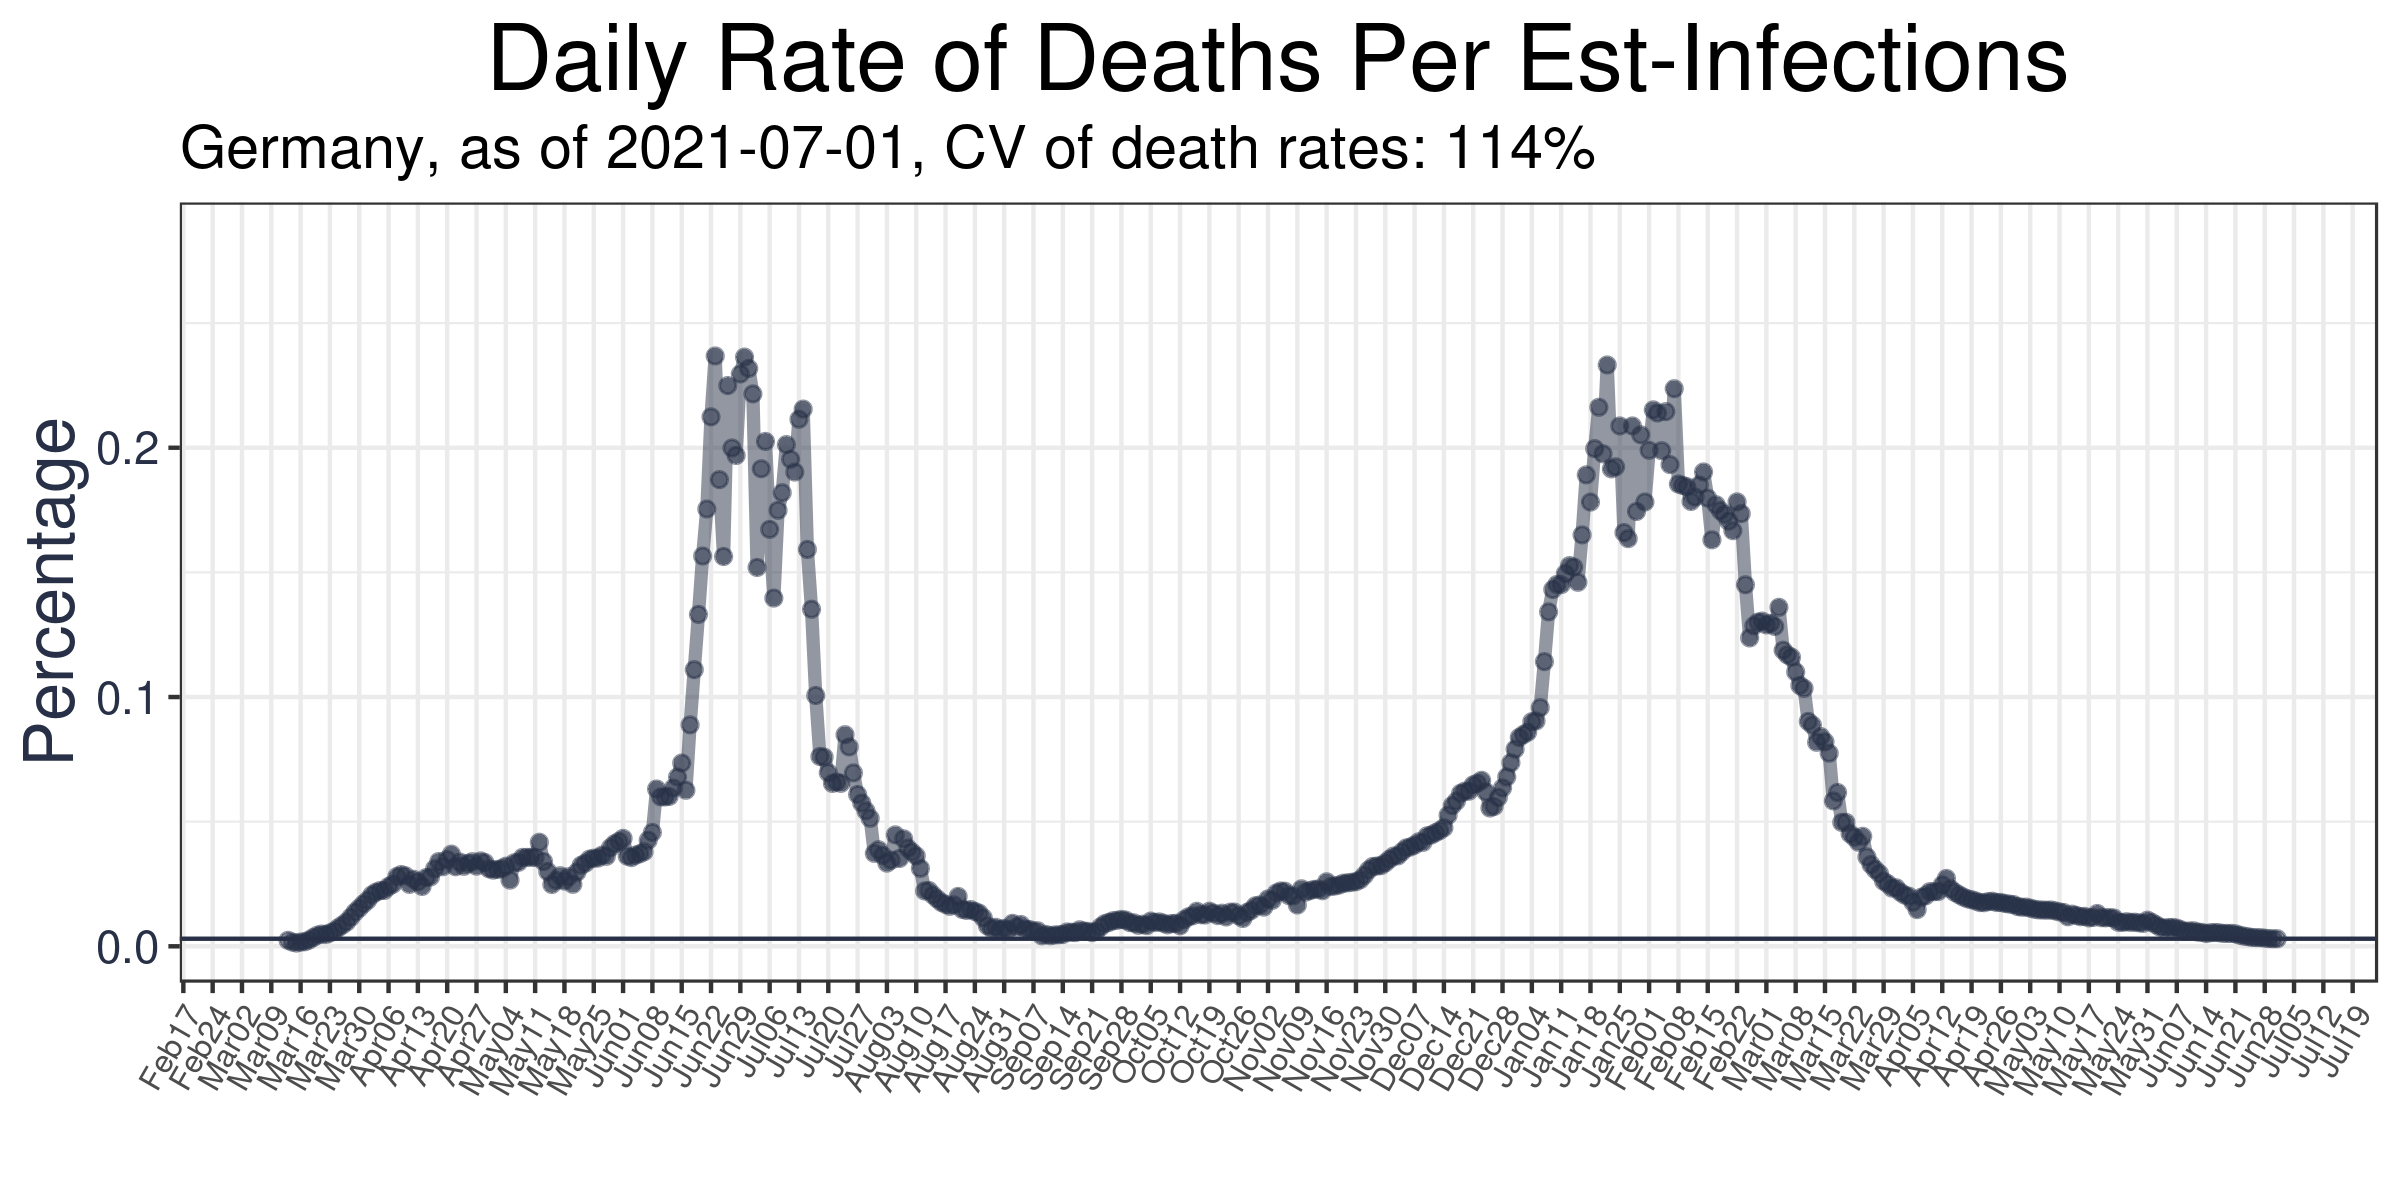 Daily Rate of Deaths Per Est-Infections
Germany, as of 2021-07-01, CV of death rates: 114%
Percentage
0.2
0.1
0.0
Feb17
Feb24
Mar02
Mar09
Mar16
Mar23
Mar30
Apr06
Apr13
Apr20
Apr27
May04
May11
May18
May25
Jun01
Jun08
Jun15
Jun22
Jun29
Jul06
Jul13
Jul20
Jul27
Aug03
Aug10
Aug17
Aug24
Aug31
Sep07
Sep14
Sep21
Sep28
Oct05
Oct12
Oct19
Oct26
Nov02
Nov09
Nov16
Nov23
Nov30
Dec07
Dec14
Dec21
Dec28
Jan04
Jan11
Jan18
Jan25
Feb01
Feb08
Feb15
Feb22
Mar01
Mar08
Mar15
Mar22
Mar29
Apr05
Apr12
Apr19
Apr26
May03
May10
May17
May24
May31
Jun07
Jun14
Jun21
Jun28
Jul05
Jul12
Jul19